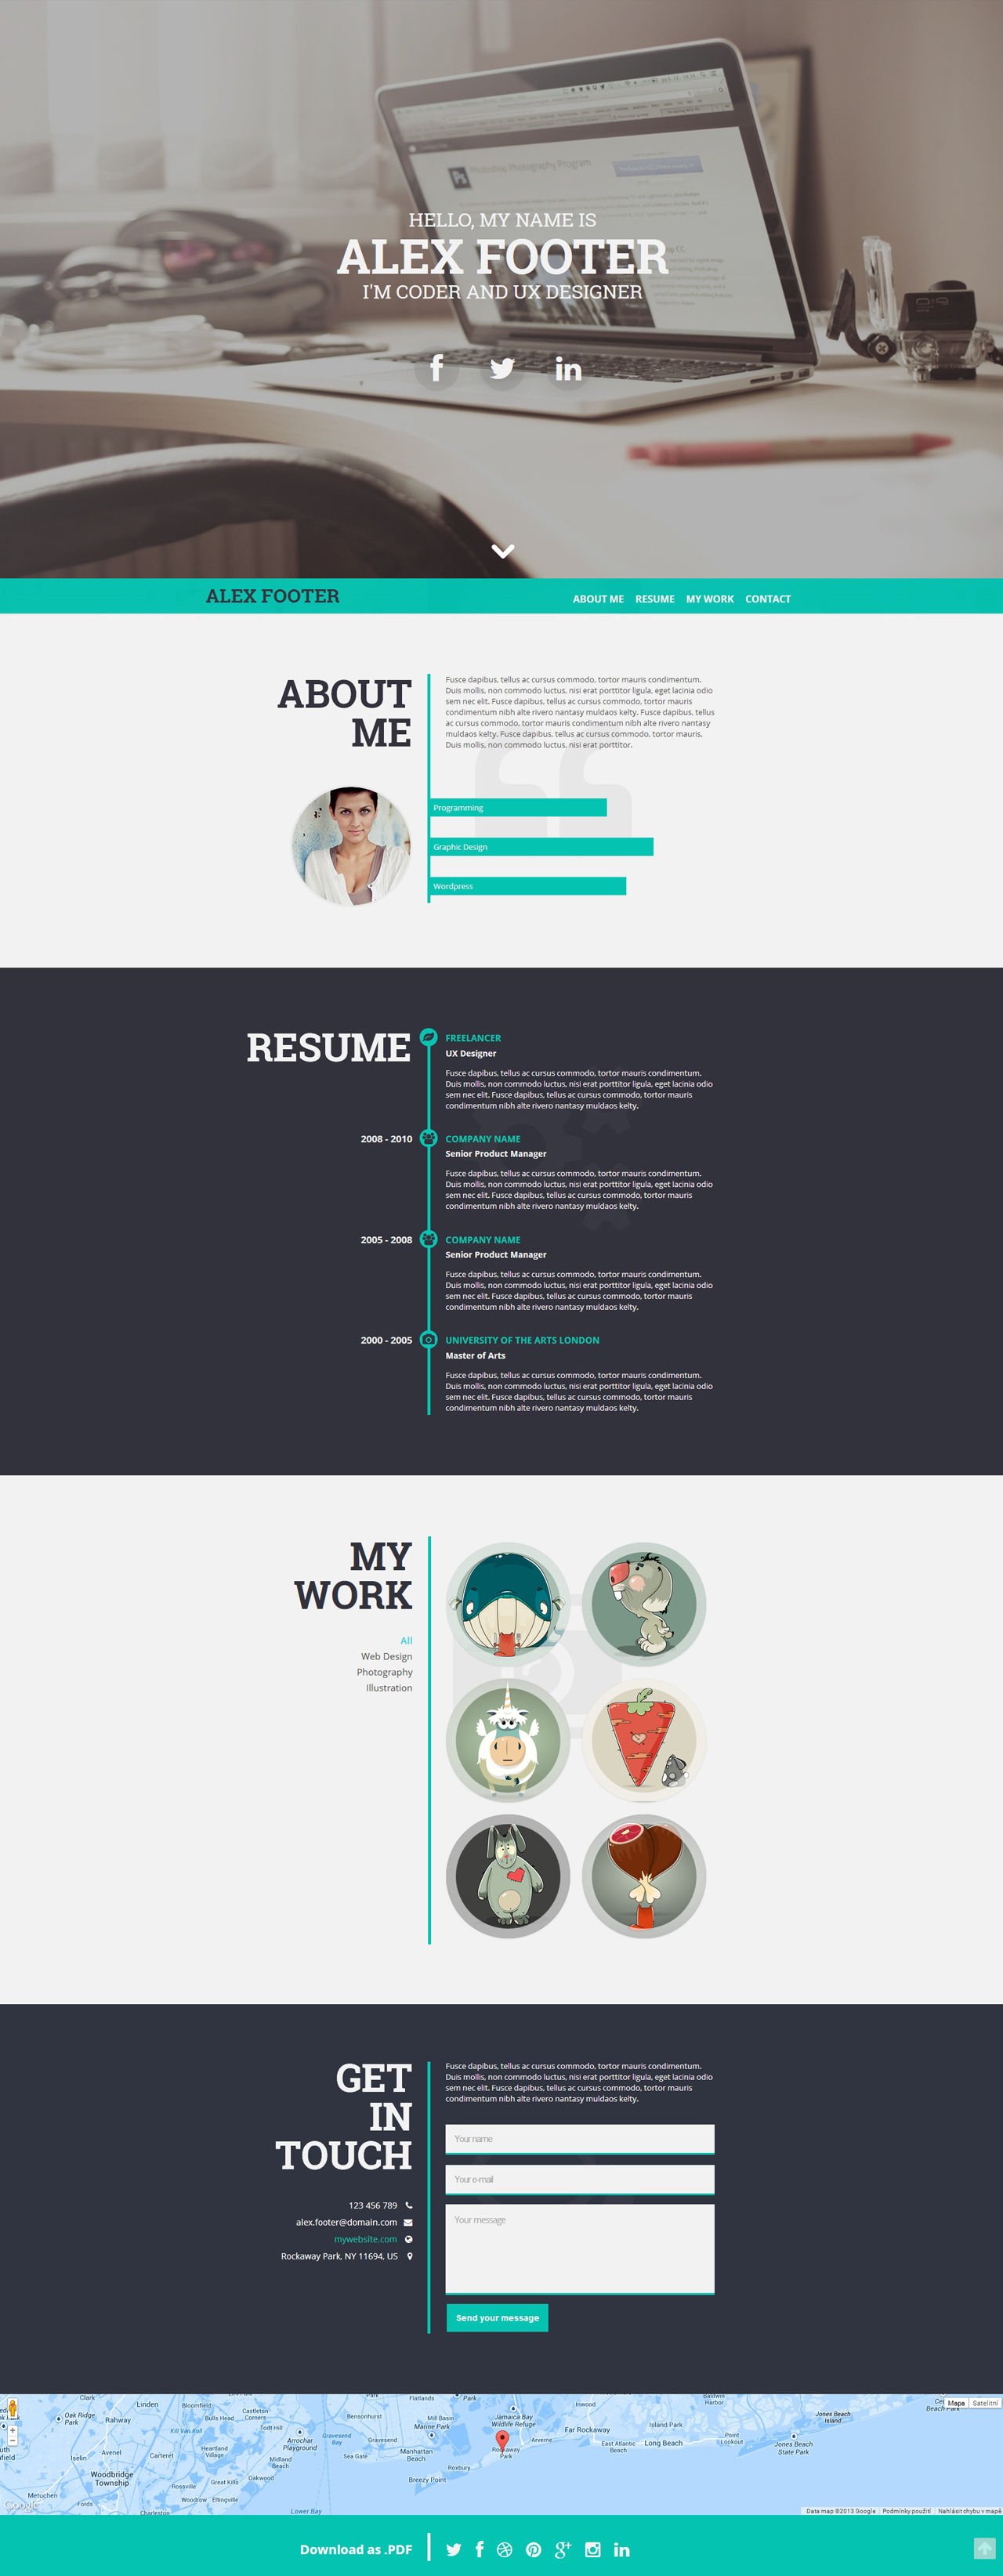 Photoshop Photography Program
HELLO, MY NAME IS
ALEX FOOTER
I'M CODER AND UX DESIGNER
ALEX FOOTER
ABOUT ME RESUME MY WORK CONTACT
ABOUT
ME
Fusce dapibus, tellus ac cursus commodo, tortor mauris condimentum.
Duis mollis, non commodo luctus, nisi erat porttitor ligula, eget lacinia odio
sem nec elit. Fusce dapibus, tellus ac cursus commodo, tortor mauris
condimentum nibh alte rivero nantasy muldaos kelty. Fusce dapibus, tellus
ac cursus commodo, tortor mauris condimentum nibh alte rivero nantasy
muldaos kelty. Fusce dapibus, tellus ac cursus commodo, tortor mauris.
Duis mollis, non commodo luctus, nisi erat porttitor.
Programming
Graphic Design
Wordpress
RESUME
FREELANCER
UX Designer
Fusce dapibus, tellus ac cursus commodo, tortor mauris condimentum.
Duis mollis, non commodo luctus, nisi erat porttitor ligula, eget lacinia odio
sem nec elit. Fusce dapibus, tellus ac cursus commodo, tortor mauris
condimentum nibh alte rivero nantasy muldaos kelty.
2008 - 2010
COMPANY NAME
Senior Product Manager
Fusce dapibus, tellus ac cursus commodo, tortor mauris condimentum.
Duis mollis, non commodo luctus, nisi erat porttitor ligula, eget lacinia odio
sem nec elit. Fusce dapibus, tellus ac cursus commodo, tortor mauris
condimentum nibh alte rivero nantasy muldaos kelty.
2005 - 2008
COMPANY NAME
Senior Product Manager
Fusce dapibus, tellus ac cursus commodo, tortor mauris condimentum.
Duis mollis, non commodo luctus, nisi erat porttitor ligula, eget lacinia odio
sem nec elit. Fusce dapibus, tellus ac cursus commodo, tortor mauris
condimentum nibh alte rivero nantasy muldaos kelty.
2000 - 2005
UNIVERSITY OF THE ARTS LONDON
Master of Arts
Fusce dapibus, tellus ac cursus commodo, tortor mauris condimentum.
Duis mollis, non commodo luctus, nisi erat porttitor ligula, eget lacinia odio
sem nec elit. Fusce dapibus, tellus ac cursus commodo, tortor mauris
condimentum nibh alte rivero nantasy muldaos kelty.
MY
WORK
All
Web Design
Photography
Illustration
GET
IN
TOUCH
123 456 789
alex.footer@domain.com
mywebsite.com
Rockaway Park, NY 11694, US
Fusce dapibus, tellus ac cursus commodo, tortor mauris condimentum.
Duis mollis, non commodo luctus, nisi erat porttitor ligula, eget lacinia odio
sem nec elit. Fusce dapibus, tellus ac cursus commodo, tortor mauris
condimentum nibh alte rivero nantasy muldaos kelty.
Your name
Your e-mail
Your message
Send your message
Mapa Satelitní
Clark
Linden
Bloomfield
Castleton
Corners
Park
Flatlands
Park
Inwood
Baldwin
Harbor
Beach Park
Oak Ridge
Park
Rahway
Bulls Head
Todt Hill
Bensonhurst
Mill Basin
Marine Park
Jamaica Bay
Wildlife Refuge
Far Rockaway
Island Park
Jones Beach
Island
Kill Van Kull
Arrochar
Playground
Gravesend
Bay
Gravesend
Arverne
East Atlantic
Beach
Long Beach
Point
Lookout
Jones Beach
State Park
Iselin
Avenel
Carteret
Heartland
Village
Midland
Beach
Sea Gate
Manhattan
Beach
Rockaway
Park
Woodbridge
Township
Rossville
Great Kills
Oakwood
Roxbury
Breezy Point
Metuchen
Fords
Woodrow
Eltingville
Charleston
Lower Bay
Google
Data map ©2013 Google
Podmínky použití
Nahlásit chybu v mapě
Download as .PDF